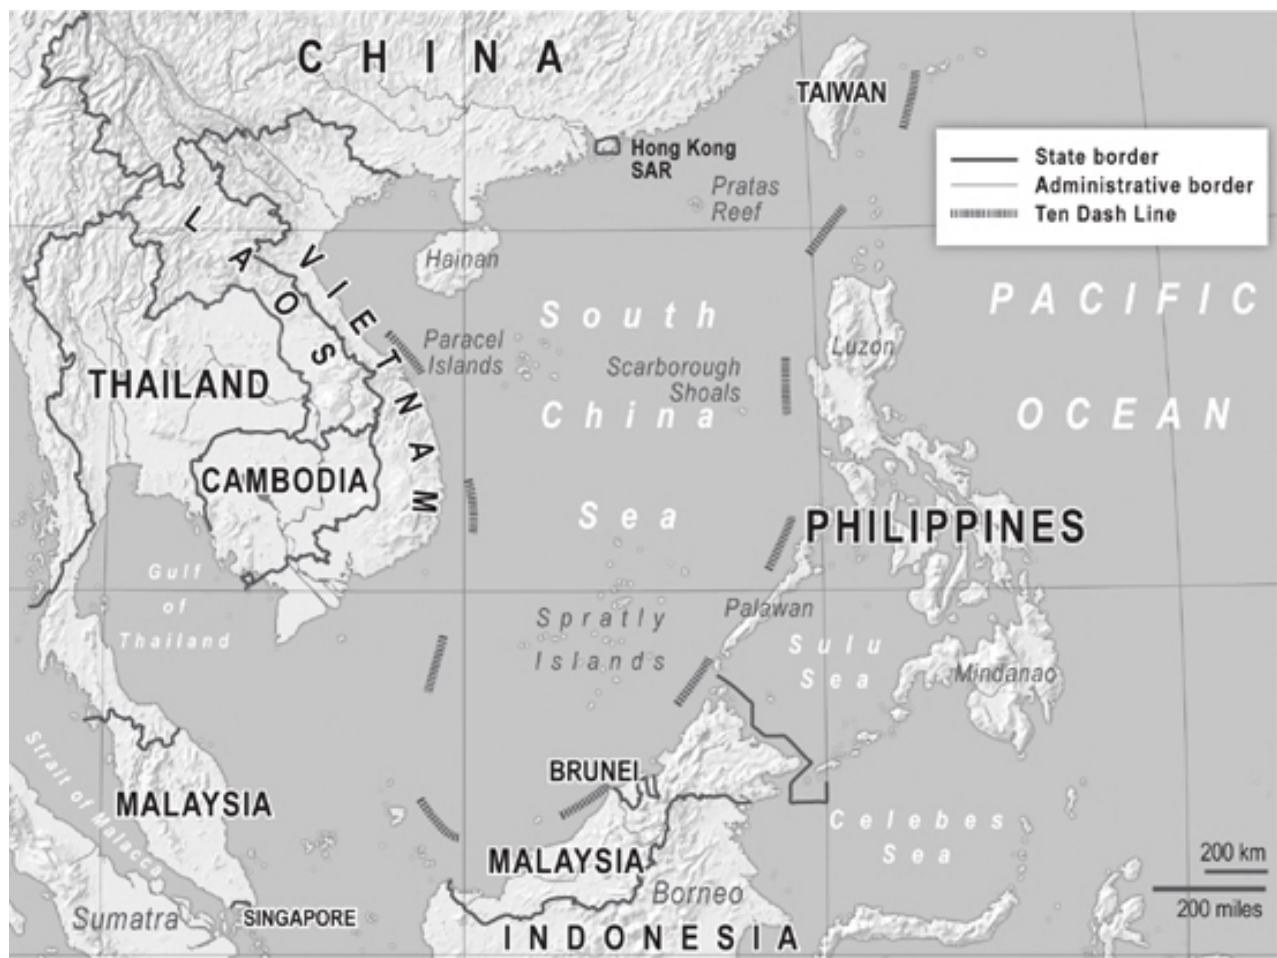 CHINA
TAIWAN
Hong Kong
SAR
State border
Administrative border
Ten Dash Line
Pratas
Reef
LAOS
VIETNAM
Hainan
South
China
Sea
PACIFIC
OCEAN
Paracel
Islands
Scarborough
Shoals
Luzon
THAILAND
CAMBODIA
PHILIPPINES
Gulf
of
Thailand
Spratly
Islands
Palawan
Sulu
Sea
Mindanao
Strait of Malacca
BRUNEI
MALAYSIA
Celebes
Sea
MALAYSIA
Borneo
200 km
200 miles
Sumatra
SINGAPORE
INDONESIA